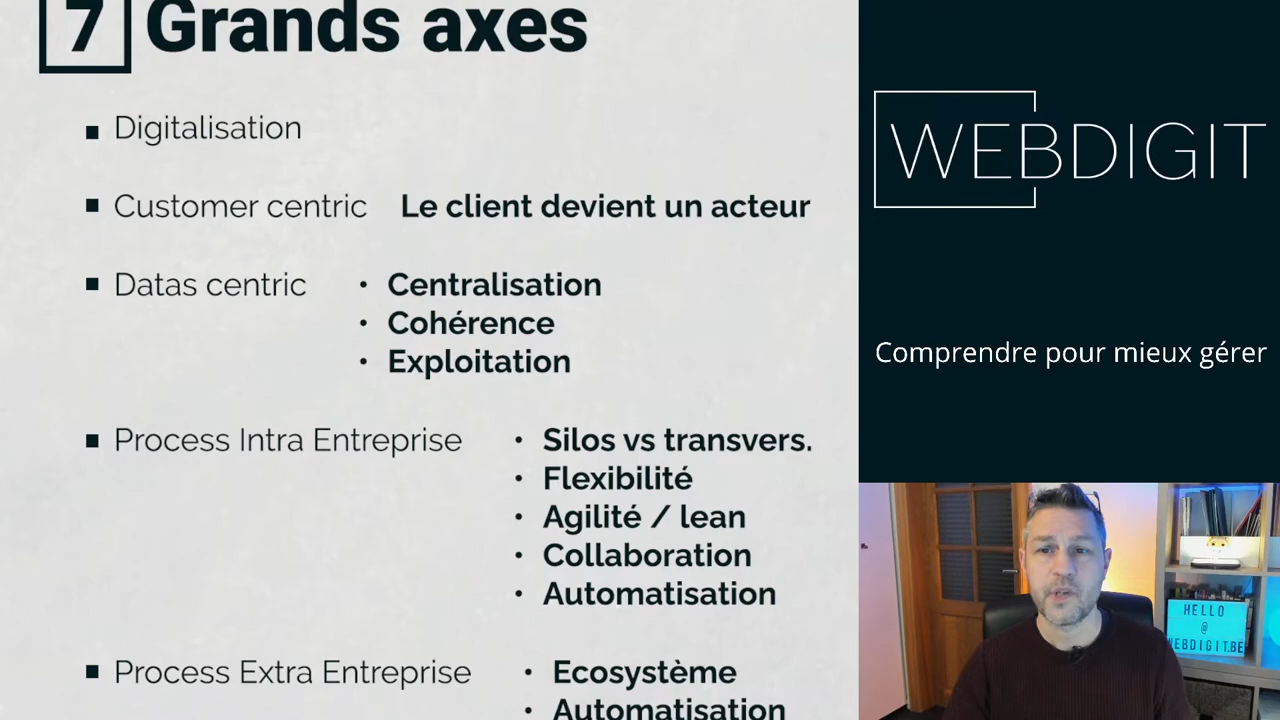 7 Grands axes
Digitalisation
Customer centric Le client devient un acteur
Datas centric • Centralisation
• Cohérence
• Exploitation
Process Intra Entreprise • Silos vs transvers.
• Flexibilité
• Agilité / lean
• Collaboration
• Automatisation
Process Extra Entreprise • Ecosystème
• Automatisation
WEBDIGIT
Comprendre pour mieux gérer
HELLO
@
WEBDIGIT.BE